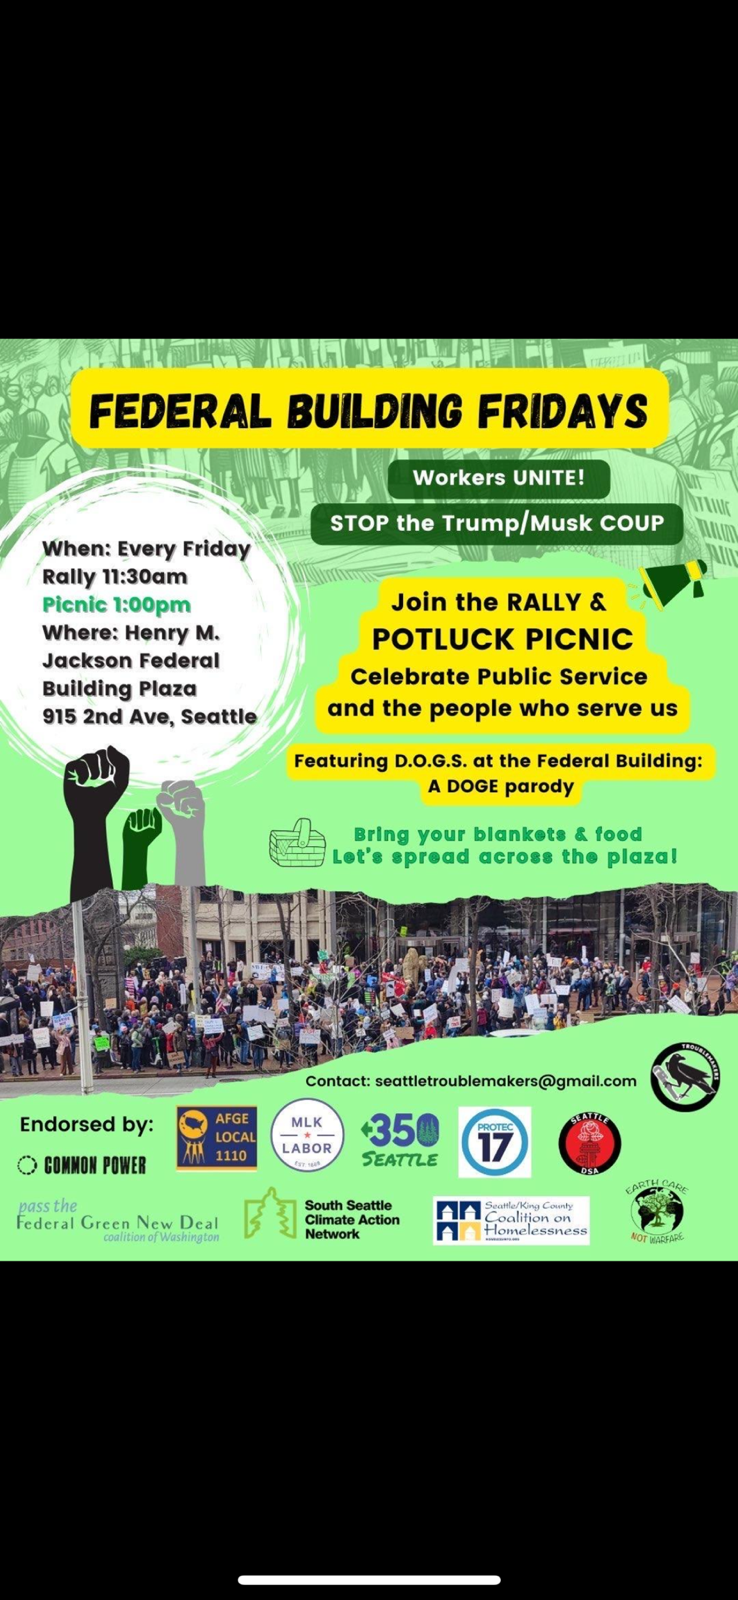 FEDERAL BUILDING FRIDAYS
Workers UNITE!
STOP the Trump/Musk COUP
When: Every Friday
Rally 11:30am
Picnic 1:00pm
Where: Henry M.
Jackson Federal
Building Plaza
915 2nd Ave, Seattle
Join the RALLY &
POTLUCK PICNIC
Celebrate Public Service
and the people who serve us
Featuring D.O.G.S. at the Federal Building:
A DOGE parody
Bring your blankets & food
Let's spread across the plaza!
Contact: seattletroublemakers@gmail.com
TROUBLEMAKERS
Endorsed by:
COMMON POWER
AFGE
LOCAL
1110
MLK
LABOR
350
SEATTLE
PROTEC
17
SEATTLE
DSA
pass the
Federal Green New Deal
coalition of Washington
South Seattle
Climate Action
Network
Seattle/King County
Coalition on
Homelessness
EARTH CARE
NOT WARFARE